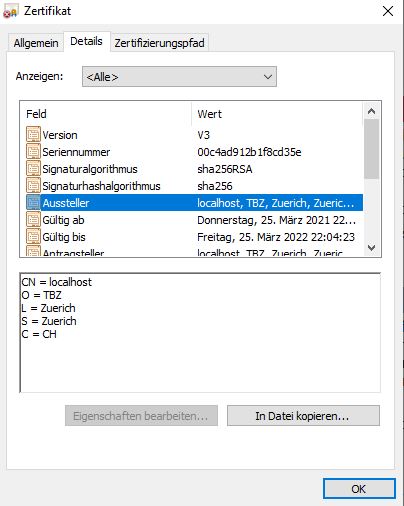 Zertifikat
Allgemein Details Zertifizierungspfad
Anzeigen: <Alle>
Feld Wert
Version V3
Seriennummer 00c4ad912b1f8cd35e
Signaturalgorithmus sha256RSA
Signaturhashalgorithmus sha256
Aussteller localhost, TBZ, Zuerich, Zueric...
Gültig ab Donnerstag, 25. März 2021 22...
Gültig bis Freitag, 25. März 2022 22:04:23
Antragsteller localhost, TBZ, Zuerich, Zueric...
CN = localhost
O = TBZ
L = Zuerich
S = Zuerich
C = CH
Eigenschaften bearbeiten... In Datei kopieren...
OK